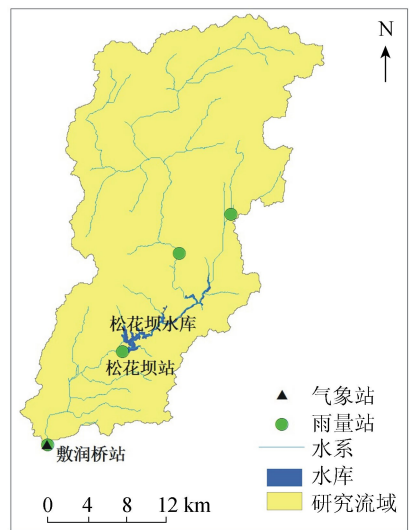 N
松花坝水库
松花坝站
敷润桥站
气象站
雨量站
水系
水库
研究流域
0 4 8 12 km